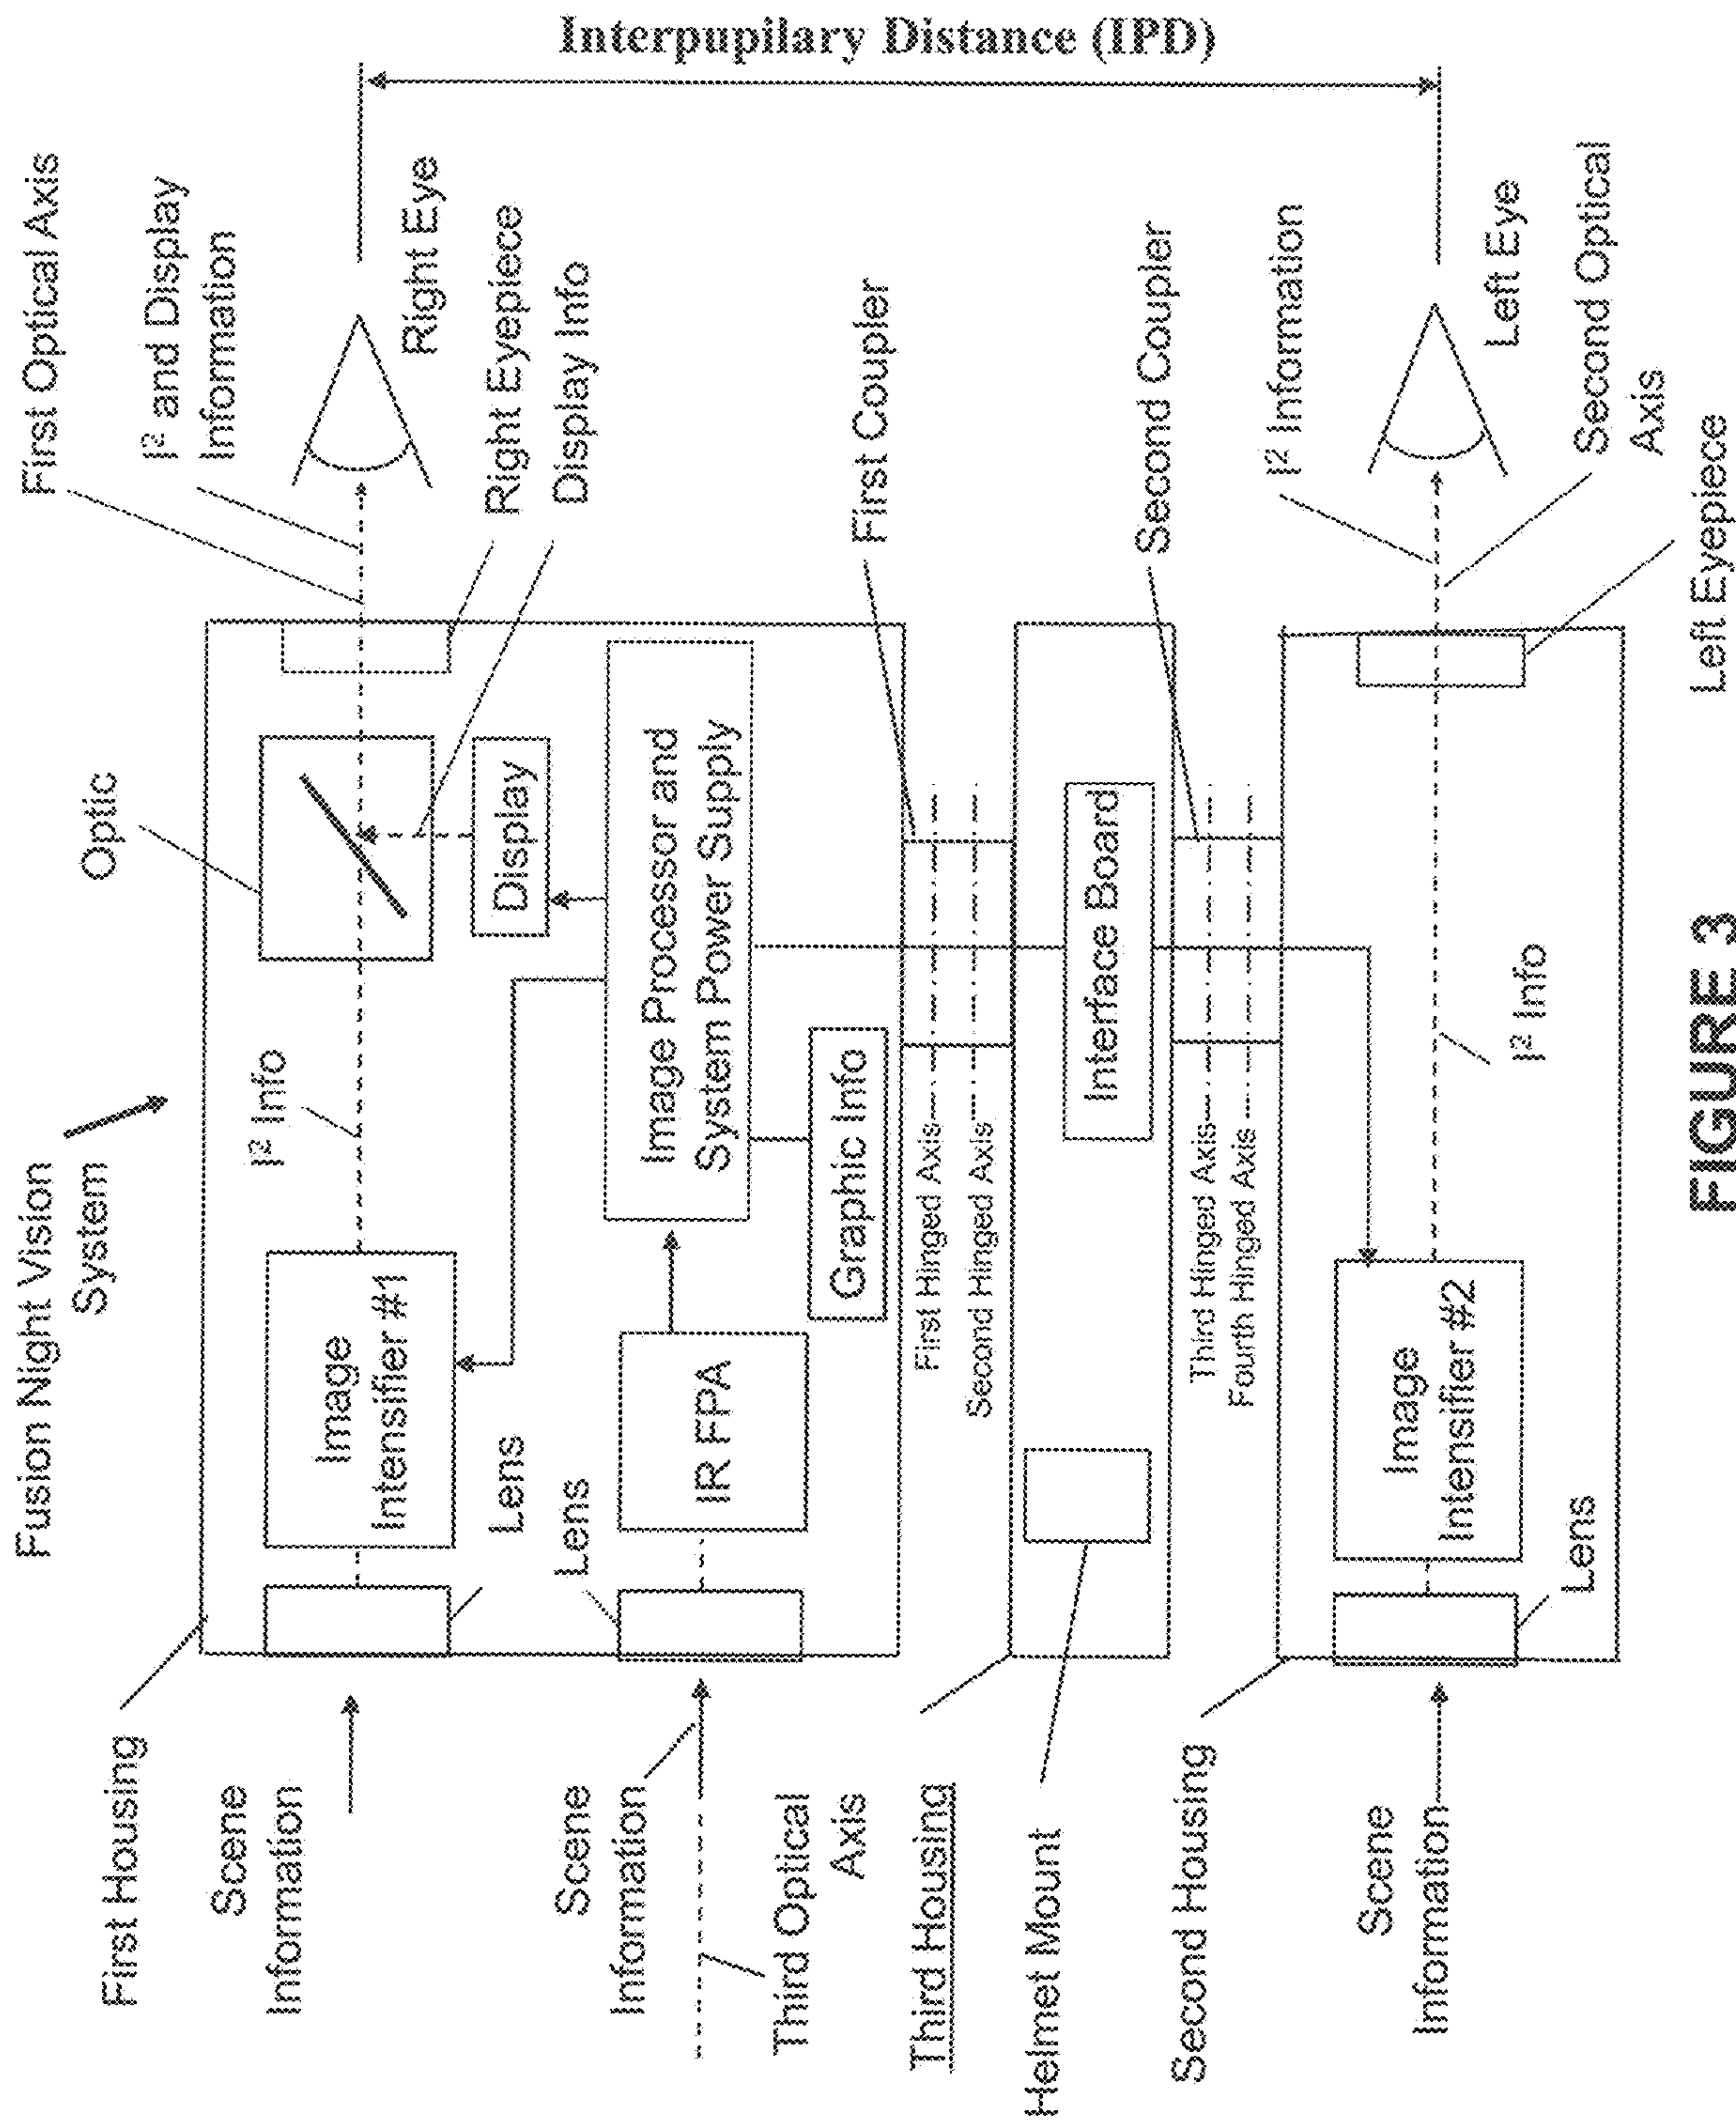 Interpupilary Distance (IPD)
Fusion Night Vision
System
First Housing
Scene
Information
Scene
Information
Third Optical
Axis
Third Housing
Helmet Mount
Second Housing
Scene
Information
Image
Intensifier #1
I² Info
Optic
First Optical Axis
I² and Display
Information
Right Eye
Right Eyepiece
Display Info
Lens
Lens
IR FPA
Image Processor and
System Power Supply
Display
Graphic Info
First Hinged Axis
Second Hinged Axis
First Coupler
Interface Board
Third Hinged Axis
Fourth Hinged Axis
Second Coupler
Image
Intensifier #2
Lens
I² Info
I² Information
Left Eye
Second Optical
Axis
Left Eyepiece
FIGURE 3